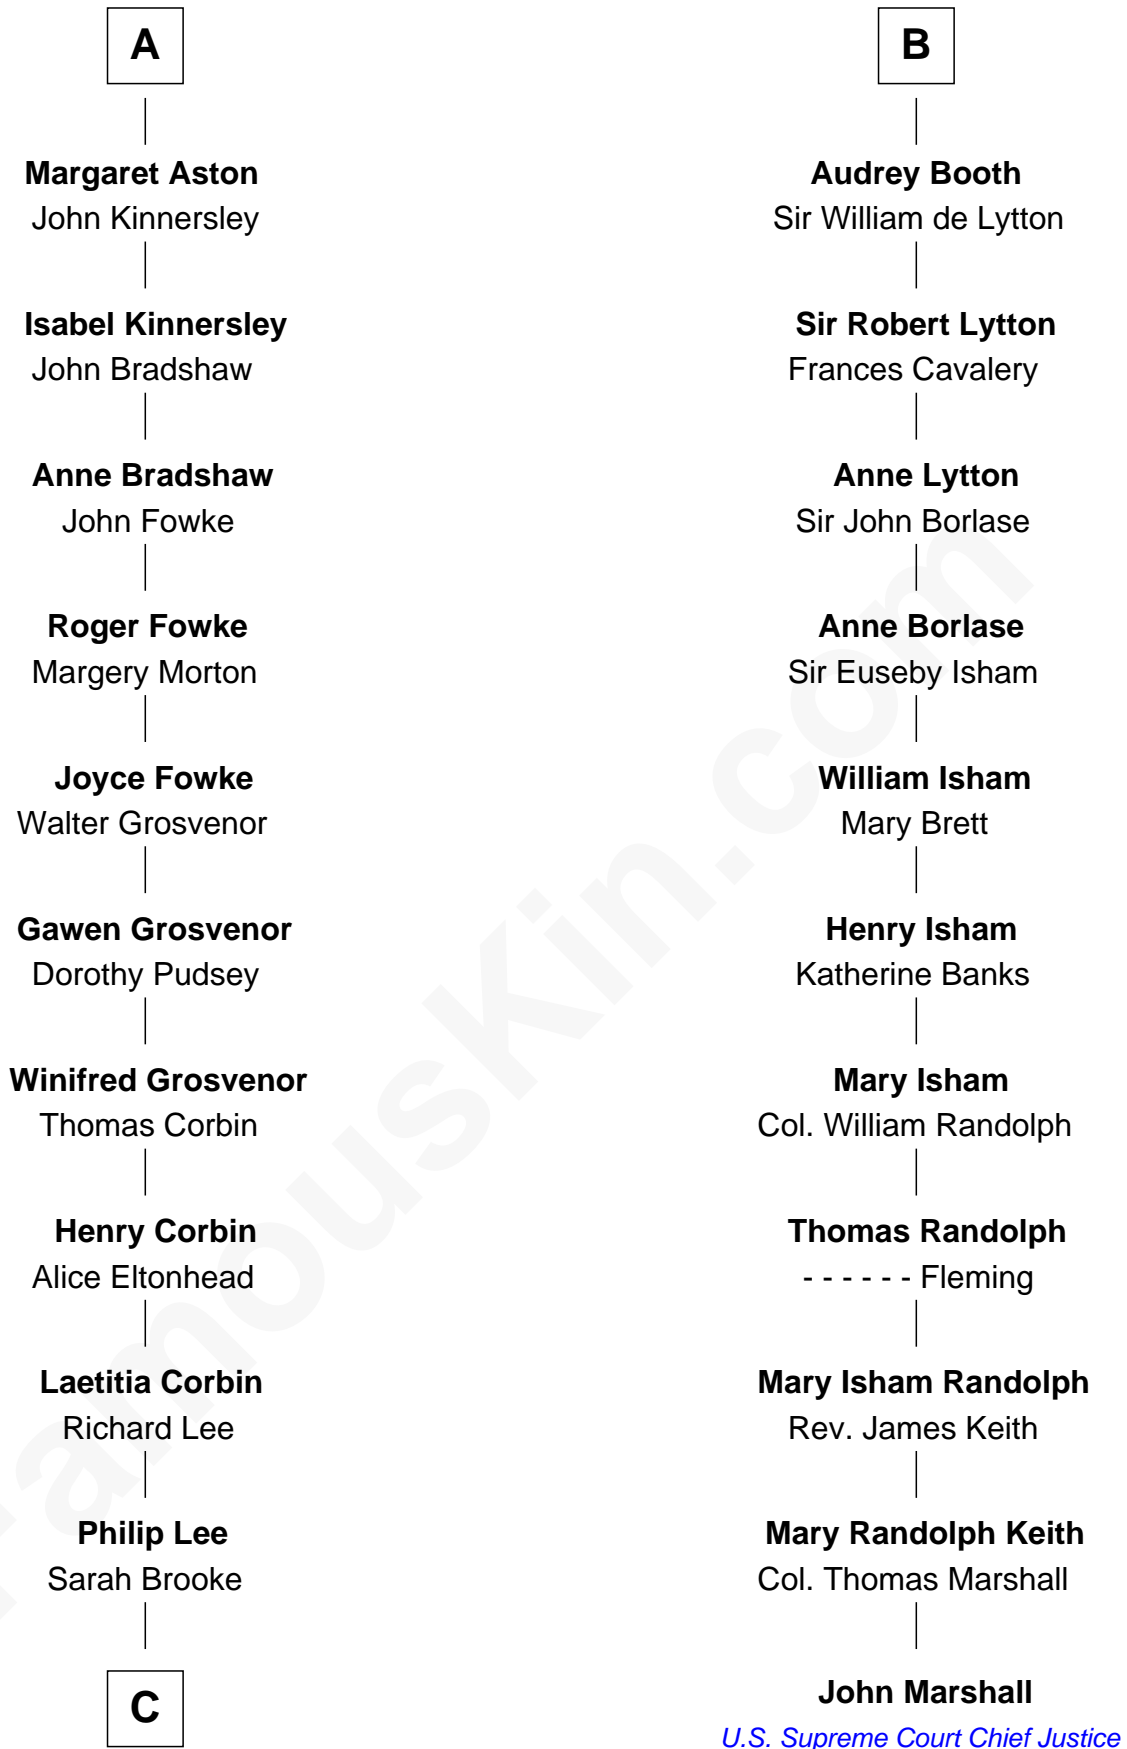 A
Margaret Aston
John Kinnersley
Isabel Kinnersley
John Bradshaw
Anne Bradshaw
John Fowke
Roger Fowke
Margery Morton
Joyce Fowke
Walter Grosvenor
Gawen Grosvenor
Dorothy Pudsey
Winifred Grosvenor
Thomas Corbin
Henry Corbin
Alice Eltonhead
Laetitia Corbin
Richard Lee
Philip Lee
Sarah Brooke
C
B
Audrey Booth
Sir William de Lytton
Sir Robert Lytton
Frances Cavalery
Anne Lytton
Sir John Borlase
Anne Borlase
Sir Euseby Isham
William Isham
Mary Brett
Henry Isham
Katherine Banks
Mary Isham
Col. William Randolph
Thomas Randolph
- - - - - - Fleming
Mary Isham Randolph
Rev. James Keith
Mary Randolph Keith
Col. Thomas Marshall
John Marshall
U.S. Supreme Court Chief Justice
FamousKin.com